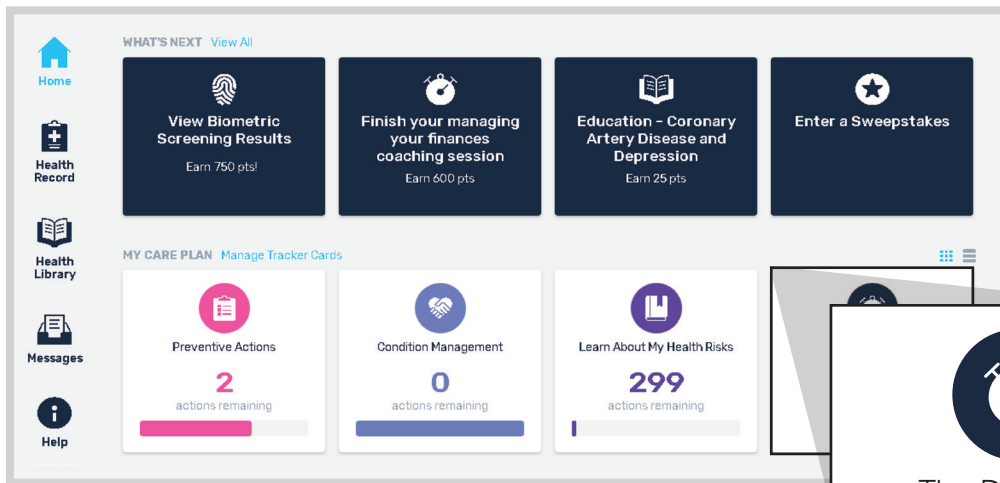 WHAT'S NEXT View All
Home
View Biometric
Screening Results
Earn 750 pts!
Finish your managing
your finances
coaching session
Earn 600 pts
Education - Coronary
Artery Disease and
Depression
Earn 25 pts
Enter a Sweepstakes
Health
Record
Health
Library
Messages
Help
MY CARE PLAN Manage Tracker Cards
Preventive Actions
2
actions remaining
Condition Management
0
actions remaining
Learn About My Health Risks
299
actions remaining